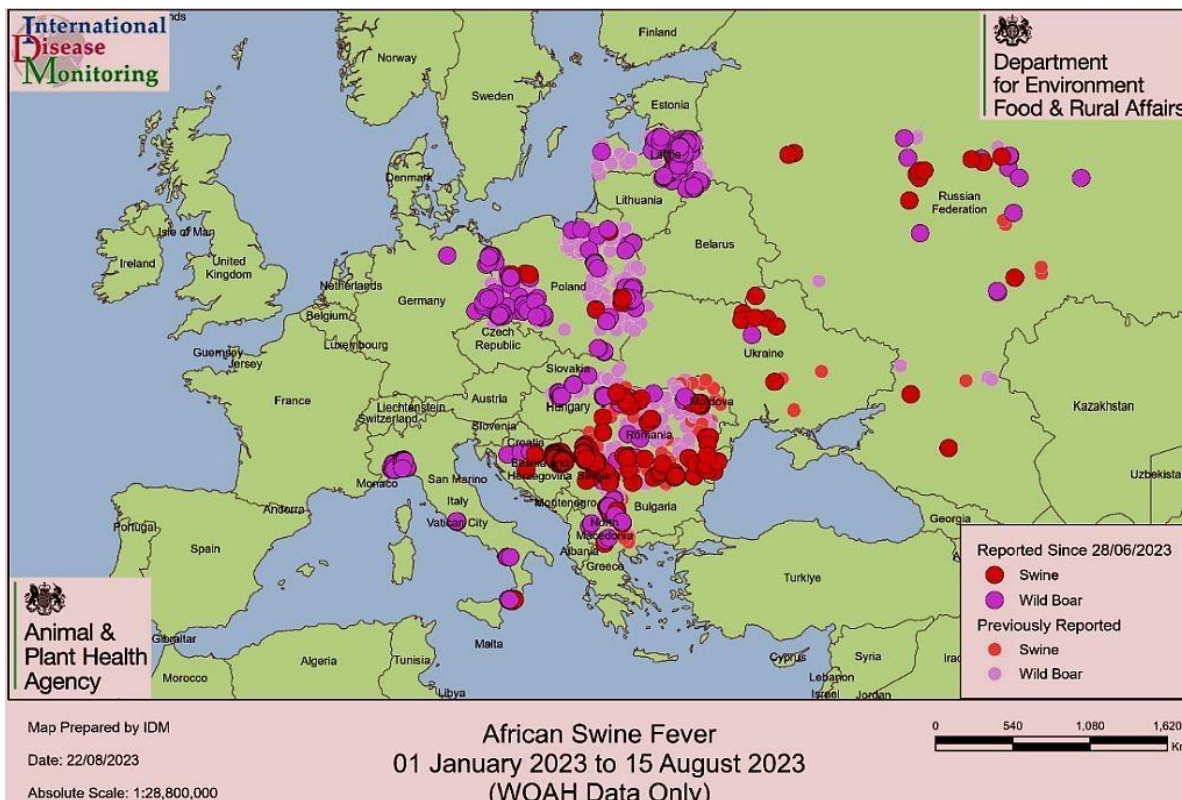 International
Disease
Monitoring
Department
for Environment
Food & Rural Affairs
Finland
Norway
Sweden
Estonia
Latvia
Denmark
Lithuania
Russian
Federation
Isle of Man
Ireland
United
Kingdom
Belarus
Netherlands
Germany
Poland
Belgium
Luxembourg
Czech
Republic
Guernsey
Jersey
Ukraine
Slovakia
France
Austria
Liechtenstein
Switzerland
Hungary
Moldova
Slovenia
Romania
Croatia
Kazakhstan
Herzegovina
Monaco
San Marino
Italy
Montenegro
Bulgaria
Uzbekistan
Andorra
Vatican City
North
Macedonia
Georgia
Portugal
Spain
Albania
Greece
Turkiye
Gibraltar
Malta
Cyprus
Syria
Algeria
Tunisia
Lebanon
Morocco
Libya
Israel
Jordan
Reported Since 28/06/2023
Swine
Wild Boar
Previously Reported
Swine
Wild Boar
Animal &
Plant Health
Agency
Map Prepared by IDM
Date: 22/08/2023
Absolute Scale: 1:28,800,000
African Swine Fever
01 January 2023 to 15 August 2023
(WOAH Data Only)
0 540 1,080 1,620